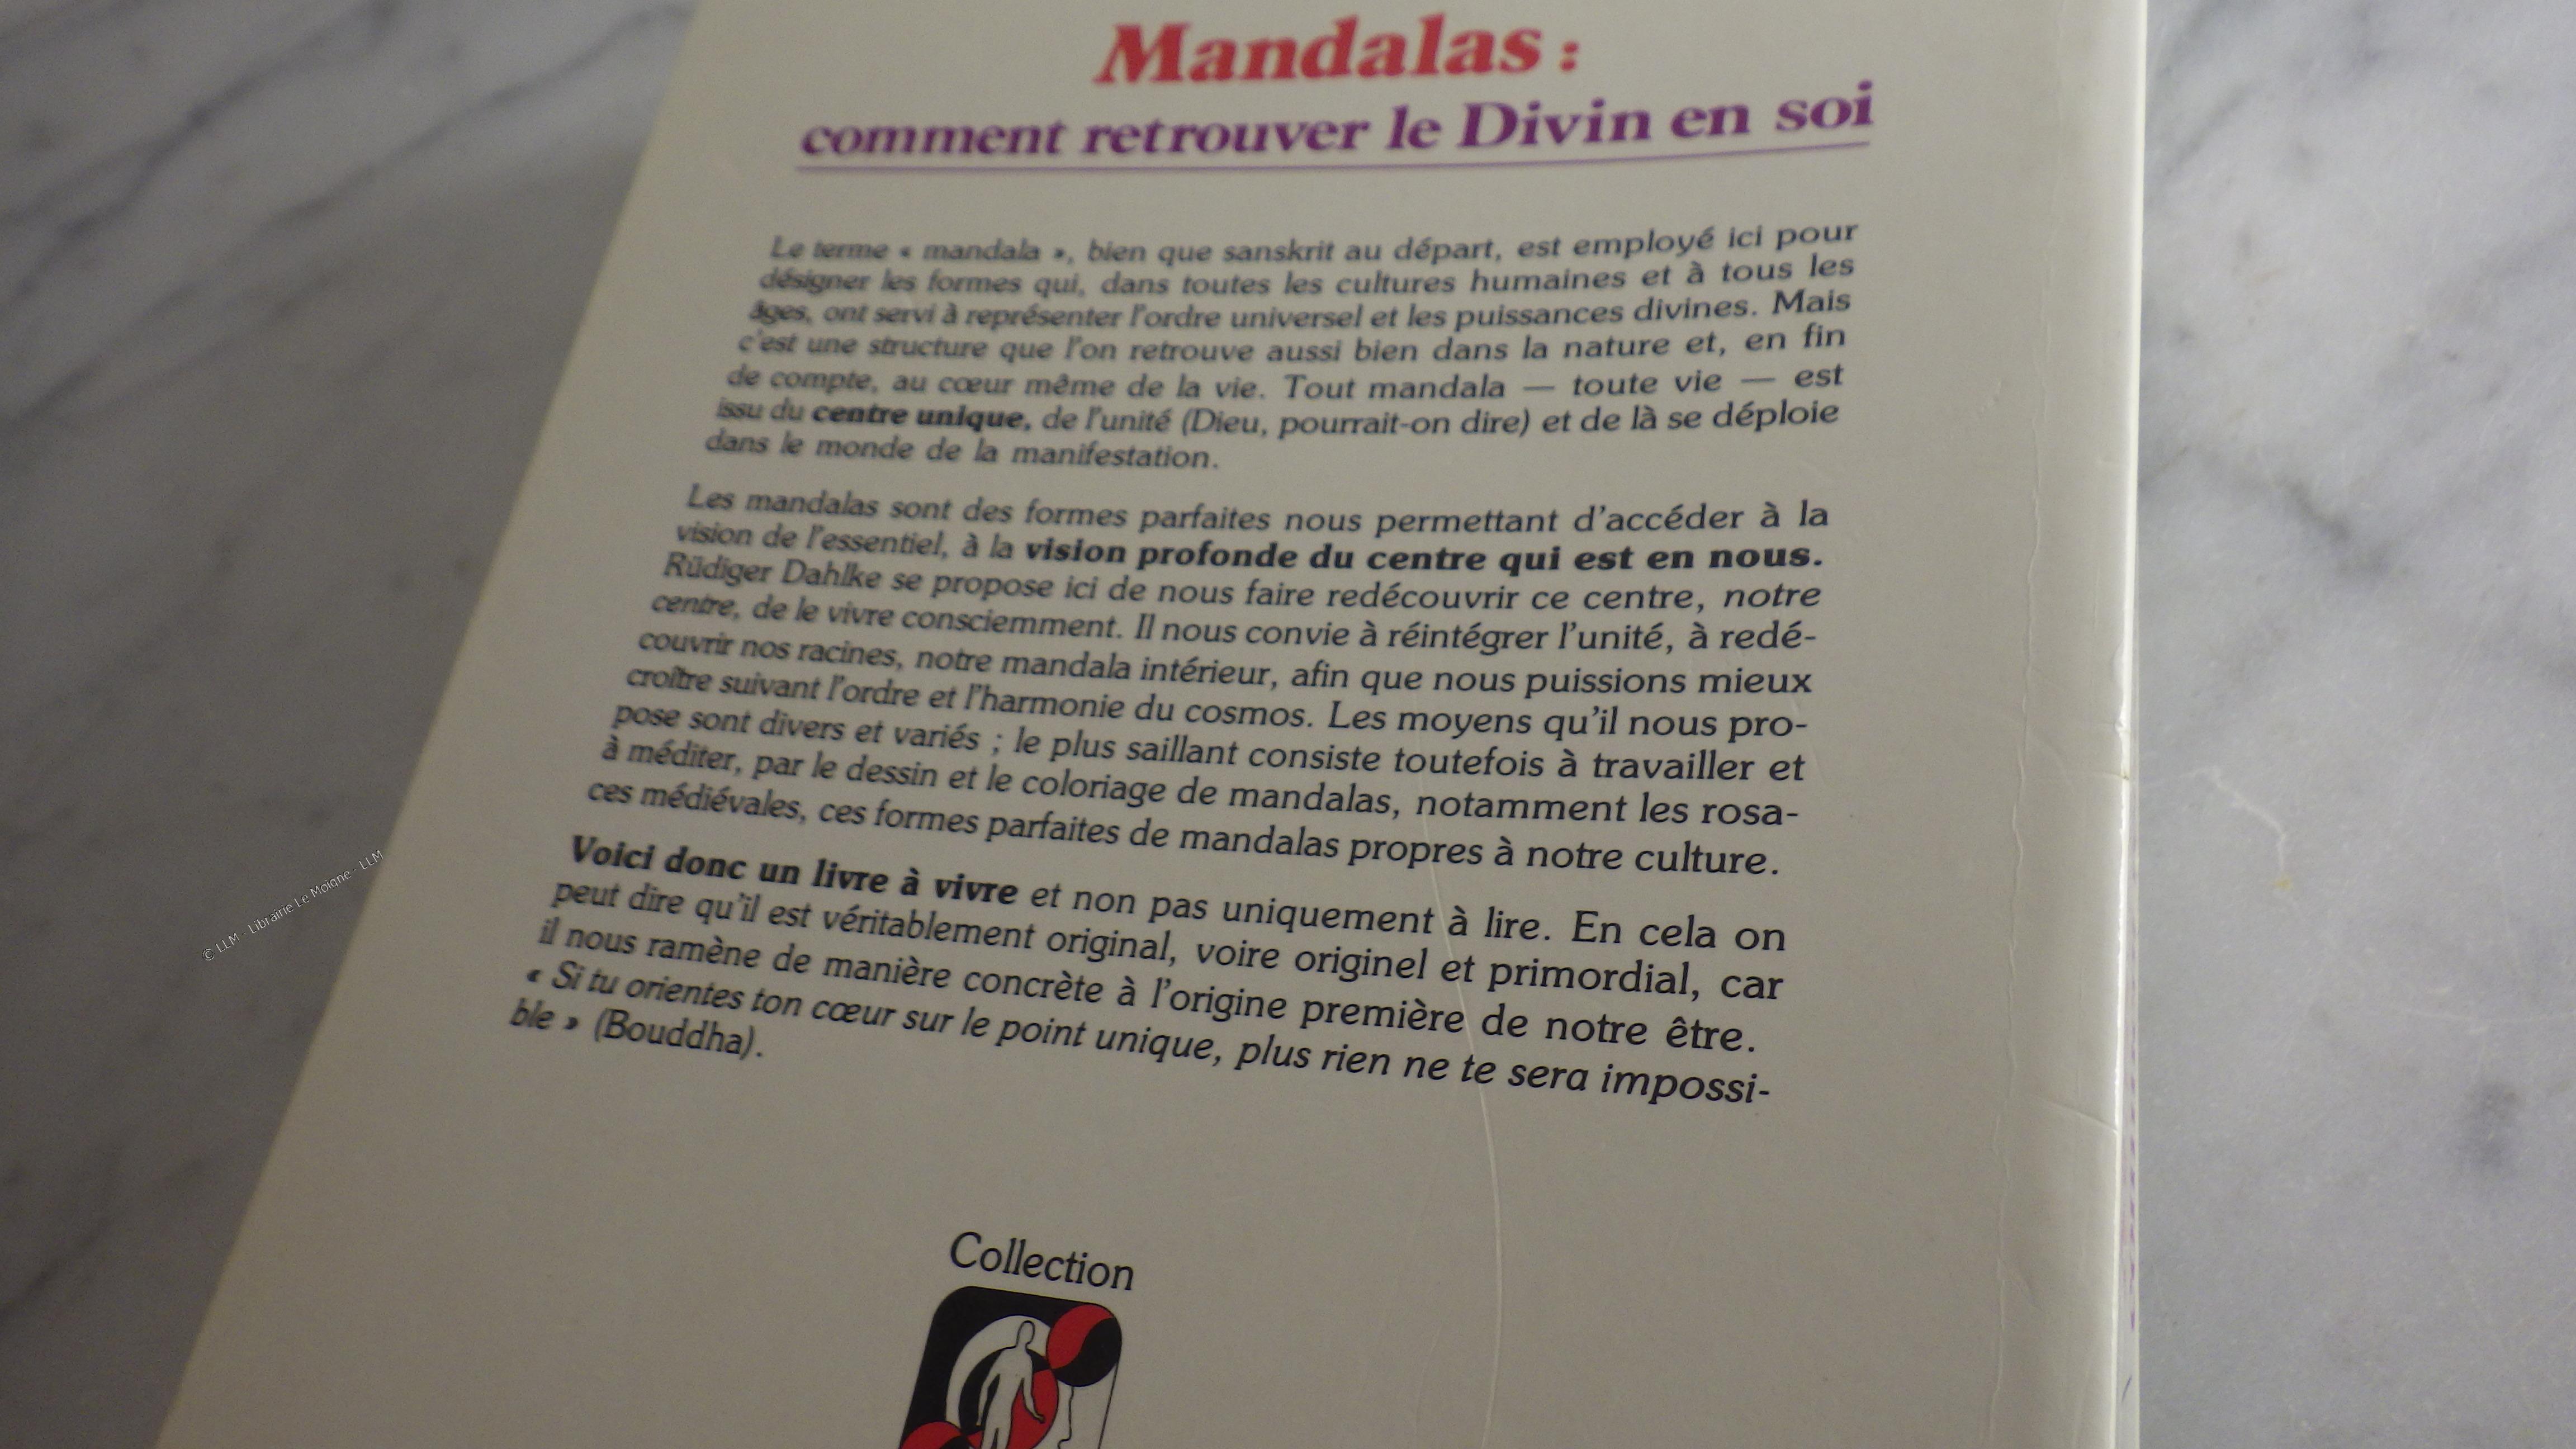 Mandalas :
comment retrouver le Divin en soi
Le terme « mandala », bien que sanskrit au départ, est employé ici pour
désigner les formes qui, dans toutes les cultures humaines et à tous les
âges, ont servi à représenter l'ordre universel et les puissances divines. Mais
c'est une structure que l'on retrouve aussi bien dans la nature et, en fin
de compte, au cœur même de la vie. Tout mandala — toute vie — est
issu du centre unique, de l'unité (Dieu, pourrait-on dire) et de là se déploie
dans le monde de la manifestation.
Les mandalas sont des formes parfaites nous permettant d'accéder à la
vision de l'essentiel, à la vision profonde du centre qui est en nous.
Rüdiger Dahlke se propose ici de nous faire redécouvrir ce centre, notre
centre, de le vivre consciemment. Il nous convie à réintégrer l'unité, à redé-
couvrir nos racines, notre mandala intérieur, afin que nous puissions mieux
croître suivant l'ordre et l'harmonie du cosmos. Les moyens qu'il nous pro-
pose sont divers et variés ; le plus saillant consiste toutefois à travailler et
à méditer, par le dessin et le coloriage de mandalas, notamment les rosa-
ces médiévales, ces formes parfaites de mandalas propres à notre culture.
Voici donc un livre à vivre et non pas uniquement à lire. En cela on
peut dire qu'il est véritablement original, voire originel et primordial, car
il nous ramène de manière concrète à l'origine première de notre être.
« Si tu orientes ton cœur sur le point unique, plus rien ne te sera impossi-
ble » (Bouddha).
Collection
© LLM - Librairie Le Moigne - LLM